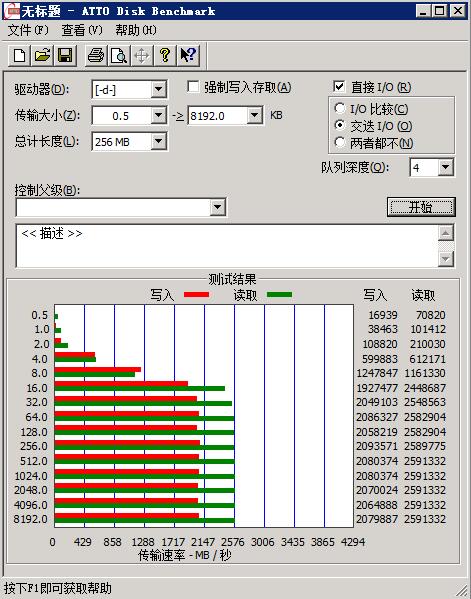 无标题 - ATTO Disk Benchmark
文件(F) 查看(V) 帮助(H)
驱动器(D): [-d-] 强制写入存取(A) 直接 I/O (R)
传输大小(Z): 0.5 -> 8192.0 KB I/O 比较(C)
交迭 I/O (O)
总计长度(L): 256 MB 两者都不(N)
队列深度(Q): 4
控制父级(B):
开始
<< 描述 >>
测试结果
写入 读取 写入 读取
0.5 16939 70820
1.0 38463 101412
2.0 108820 210030
4.0 599883 612171
8.0 1247847 1161330
16.0 1927477 2448687
32.0 2049103 2548563
64.0 2086327 2582904
128.0 2058219 2582904
256.0 2093571 2589775
512.0 2080374 2591332
1024.0 2080374 2591332
2048.0 2070024 2591332
4096.0 2064888 2591332
8192.0 2079887 2591332
0 429 858 1288 1717 2147 2576 3006 3435 3865 4294
传输速率 - MB / 秒
按下F1即可获取帮助